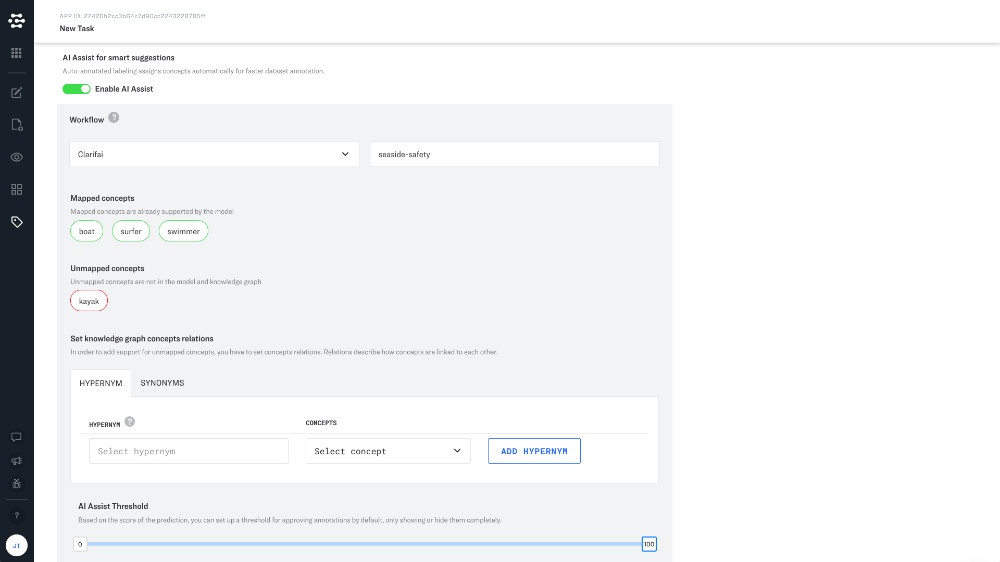 New Task
AI Assist for smart suggestions
Auto-annotated labeling assigns concepts automatically for faster dataset annotation.
Enable AI Assist
Workflow ?
Clarifai
seaside-safety
Mapped concepts
Mapped concepts are already supported by the model
boat surfer swimmer
Unmapped concepts
Unmapped concepts are not in the model and knowledge graph
kayak
Set knowledge graph concepts relations
In order to add support for unmapped concepts, you have to set concepts relations. Relations describe how concepts are linked to each other.
HYPERNYM SYNONYMS
HYPERNYM ? CONCEPTS
Select hypernym Select concept ADD HYPERNYM
AI Assist Threshold
Based on the score of the prediction, you can set up a threshold for approving annotations by default, only showing or hide them completely.
0 100
?
JT